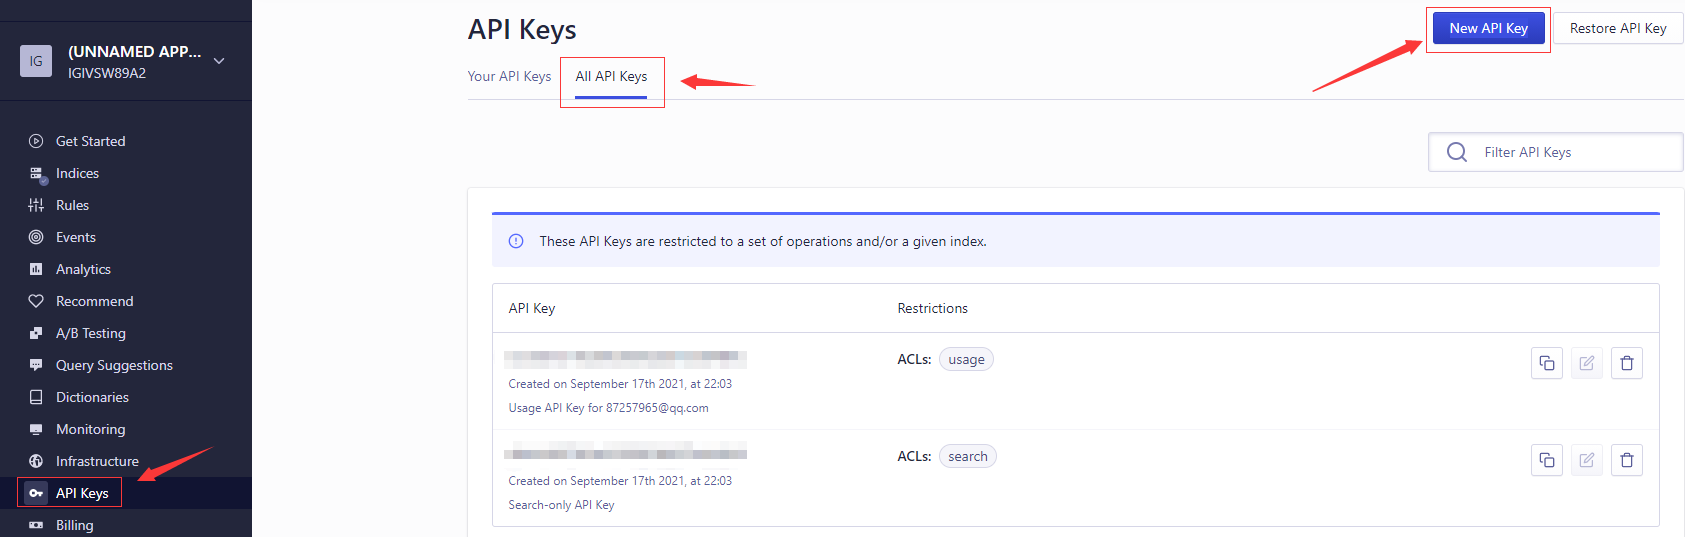 IG
(UNNAMED APP...
IGIVSW89A2
Get Started
Indices
Rules
Events
Analytics
Recommend
A/B Testing
Query Suggestions
Dictionaries
Monitoring
Infrastructure
API Keys
Billing
API Keys
New API Key
Restore API Key
Your API Keys
All API Keys
Filter API Keys
These API Keys are restricted to a set of operations and/or a given index.
API Key
Restrictions
ACLs: usage
Created on September 17th 2021, at 22:03
Usage API Key for 87257965@qq.com
ACLs: search
Created on September 17th 2021, at 22:03
Search-only API Key